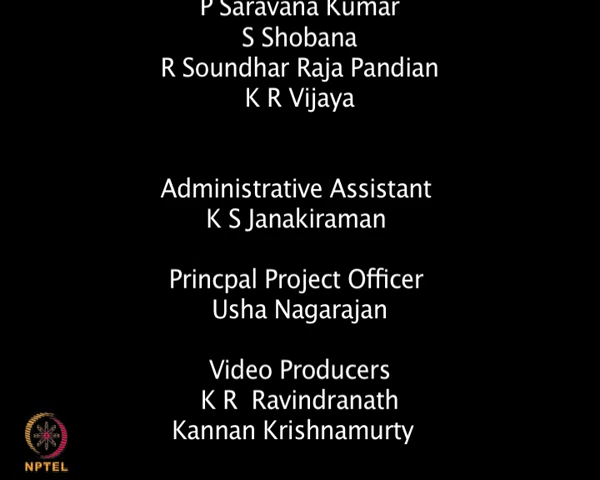 P Saravana Kumar
S Shobana
R Soundhar Raja Pandian
K R Vijaya
Administrative Assistant
K S Janakiraman
Princpal Project Officer
Usha Nagarajan
Video Producers
K R Ravindranath
Kannan Krishnamurty
NPTEL